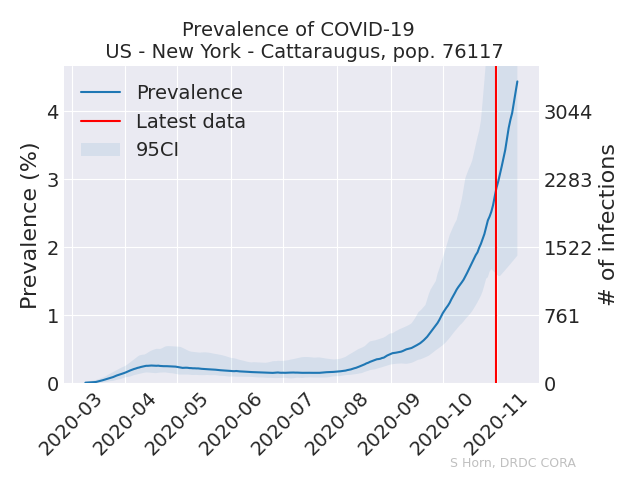 Prevalence of COVID-19
US - New York - Cattaraugus, pop. 76117
Prevalence
Latest data
95CI
Prevalence (%)
4
3
2
1
0
3044
2283
1522
761
0
# of infections
2020-03
2020-04
2020-05
2020-06
2020-07
2020-08
2020-09
2020-10
2020-11
S Horn, DRDC CORA